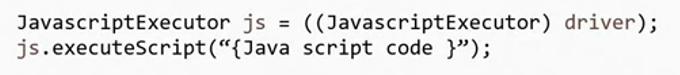 JavascriptExecutor js = ((JavascriptExecutor) driver);
js.executeScript(“{Java script code }”);